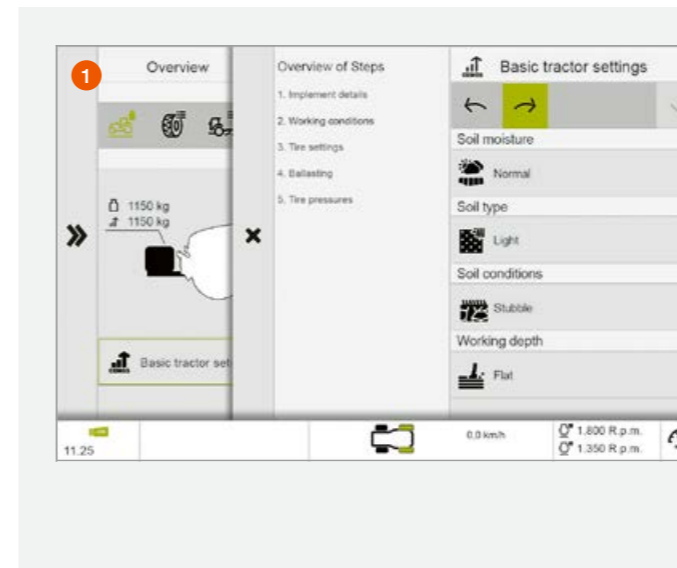 1
Overview
1150 kg
1150 kg
Basic tractor set
Overview of Steps
1. Implement details
2. Working conditions
3. Tire settings
4. Ballasting
5. Tire pressures
CEMOS
Basic tractor settings
Soil moisture
Normal
Soil type
Light
Soil conditions
Stubble
Working depth
Flat
11.25
0,0 km/h
1.800 R.p.m.
1.350 R.p.m.